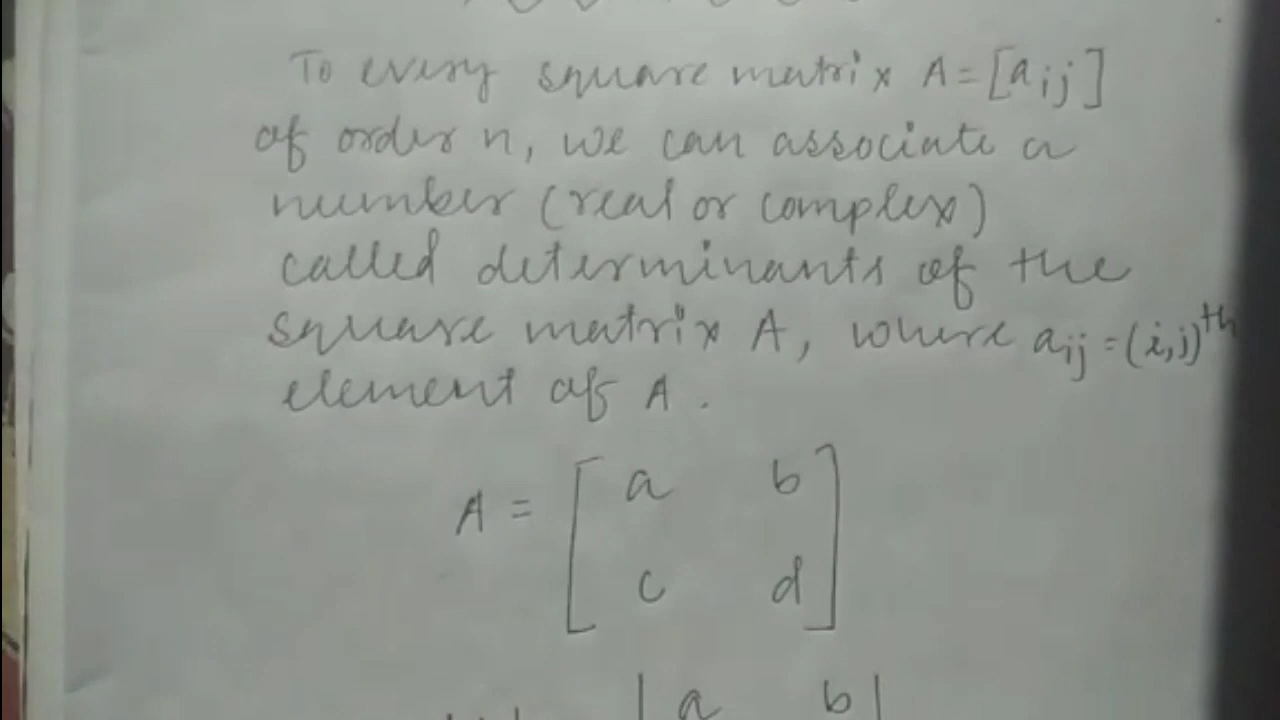 To every square matrix A=[aij]
of order n, we can associate a
number (real or complex)
called determinants of the
square matrix A, where aij = (i,j)th
element of A.
A = [ a b
c d ]
| a b |